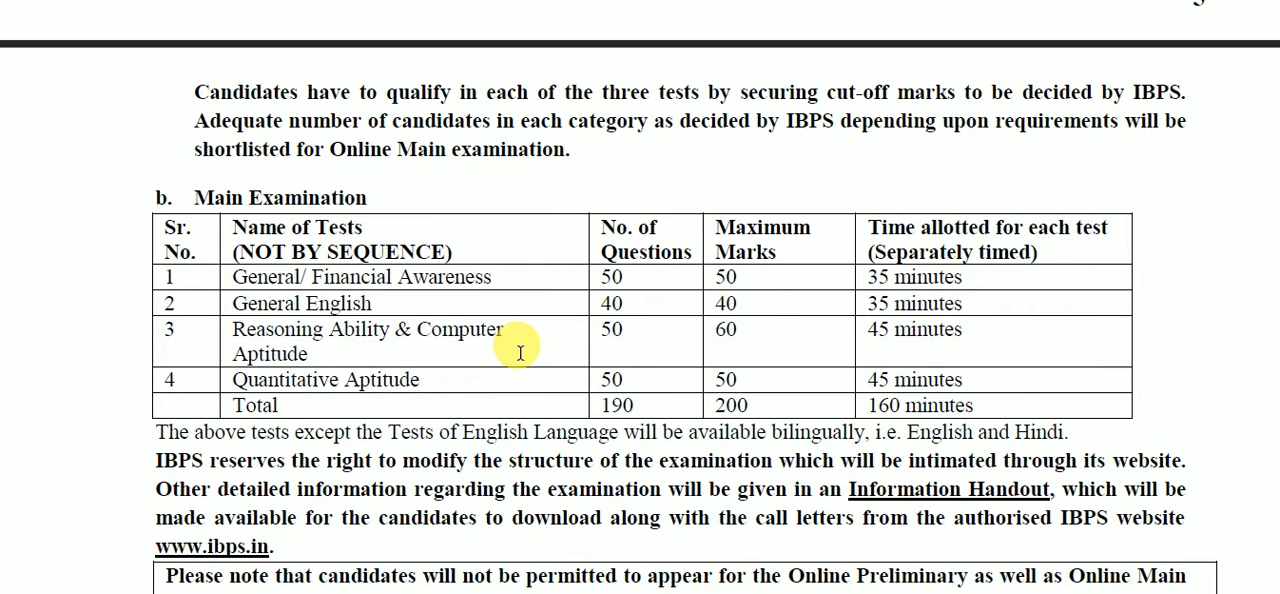 Candidates have to qualify in each of the three tests by securing cut-off marks to be decided by IBPS.
Adequate number of candidates in each category as decided by IBPS depending upon requirements will be
shortlisted for Online Main examination.
b. Main Examination
Sr. No. Name of Tests (NOT BY SEQUENCE) No. of Questions Maximum Marks Time allotted for each test (Separately timed)
1 General/ Financial Awareness 50 50 35 minutes
2 General English 40 40 35 minutes
3 Reasoning Ability & Computer Aptitude 50 60 45 minutes
4 Quantitative Aptitude 50 50 45 minutes
Total 190 200 160 minutes
The above tests except the Tests of English Language will be available bilingually, i.e. English and Hindi.
IBPS reserves the right to modify the structure of the examination which will be intimated through its website.
Other detailed information regarding the examination will be given in an Information Handout, which will be
made available for the candidates to download along with the call letters from the authorised IBPS website
www.ibps.in.
Please note that candidates will not be permitted to appear for the Online Preliminary as well as Online Main